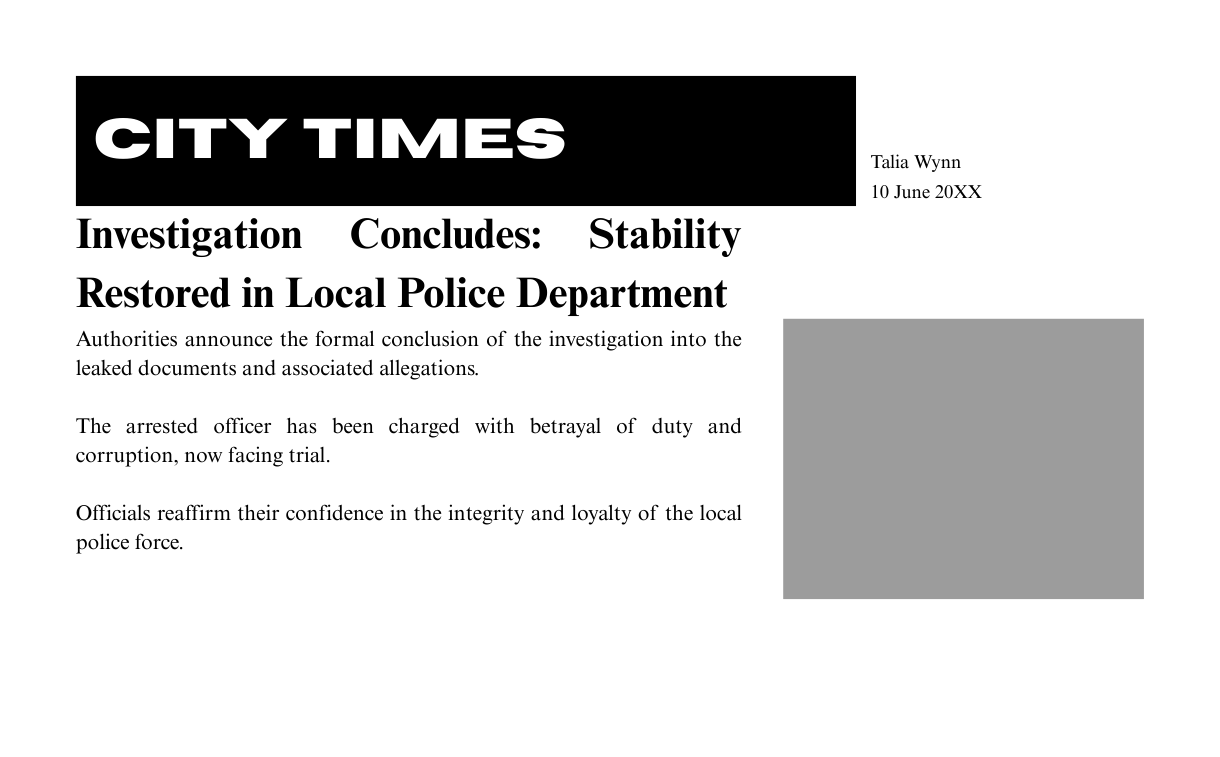 CITY TIMES
Talia Wynn
10 June 20XX
Investigation Concludes: Stability
Restored in Local Police Department
Authorities announce the formal conclusion of the investigation into the
leaked documents and associated allegations.
The arrested officer has been charged with betrayal of duty and
corruption, now facing trial.
Officials reaffirm their confidence in the integrity and loyalty of the local
police force.